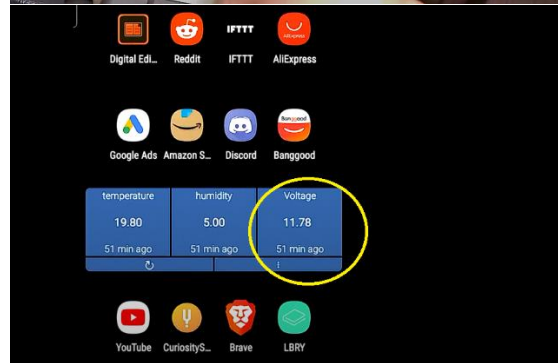 IFTTT
AliExpress
Digital Edi... Reddit IFTTT AliExpress
Banggood
Google Ads Amazon S... Discord Banggood
temperature humidity Voltage
19.80 5.00 11.78
51 min ago 51 min ago 51 min ago
YouTube CuriosityS... Brave LBRY